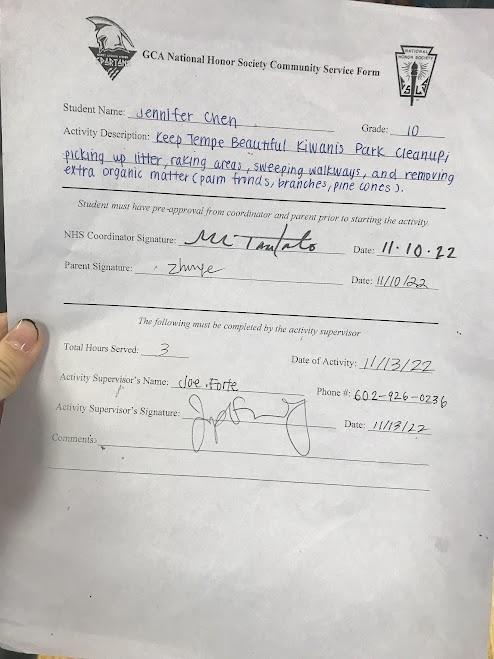 SPARTANS
GCA National Honor Society Community Service Form
NATIONAL
HONOR SOCIETY
Student Name: Jennifer Chen Grade: 10
Activity Description: Keep Tempe Beautiful Kiwanis Park Cleanup;
picking up litter, raking areas, sweeping walkways, and removing
extra organic matter (palm fronds, branches, pine cones).
Student must have pre-approval from coordinator and parent prior to starting the activity.
NHS Coordinator Signature: Date: 11.10.22
Parent Signature: Date: 11/10/22
The following must be completed by the activity supervisor
Total Hours Served: 3 Date of Activity: 11/13/22
Activity Supervisor's Name: Joe Forte Phone #: 602-926-0236
Activity Supervisor's Signature: Date: 11/13/22
Comments: